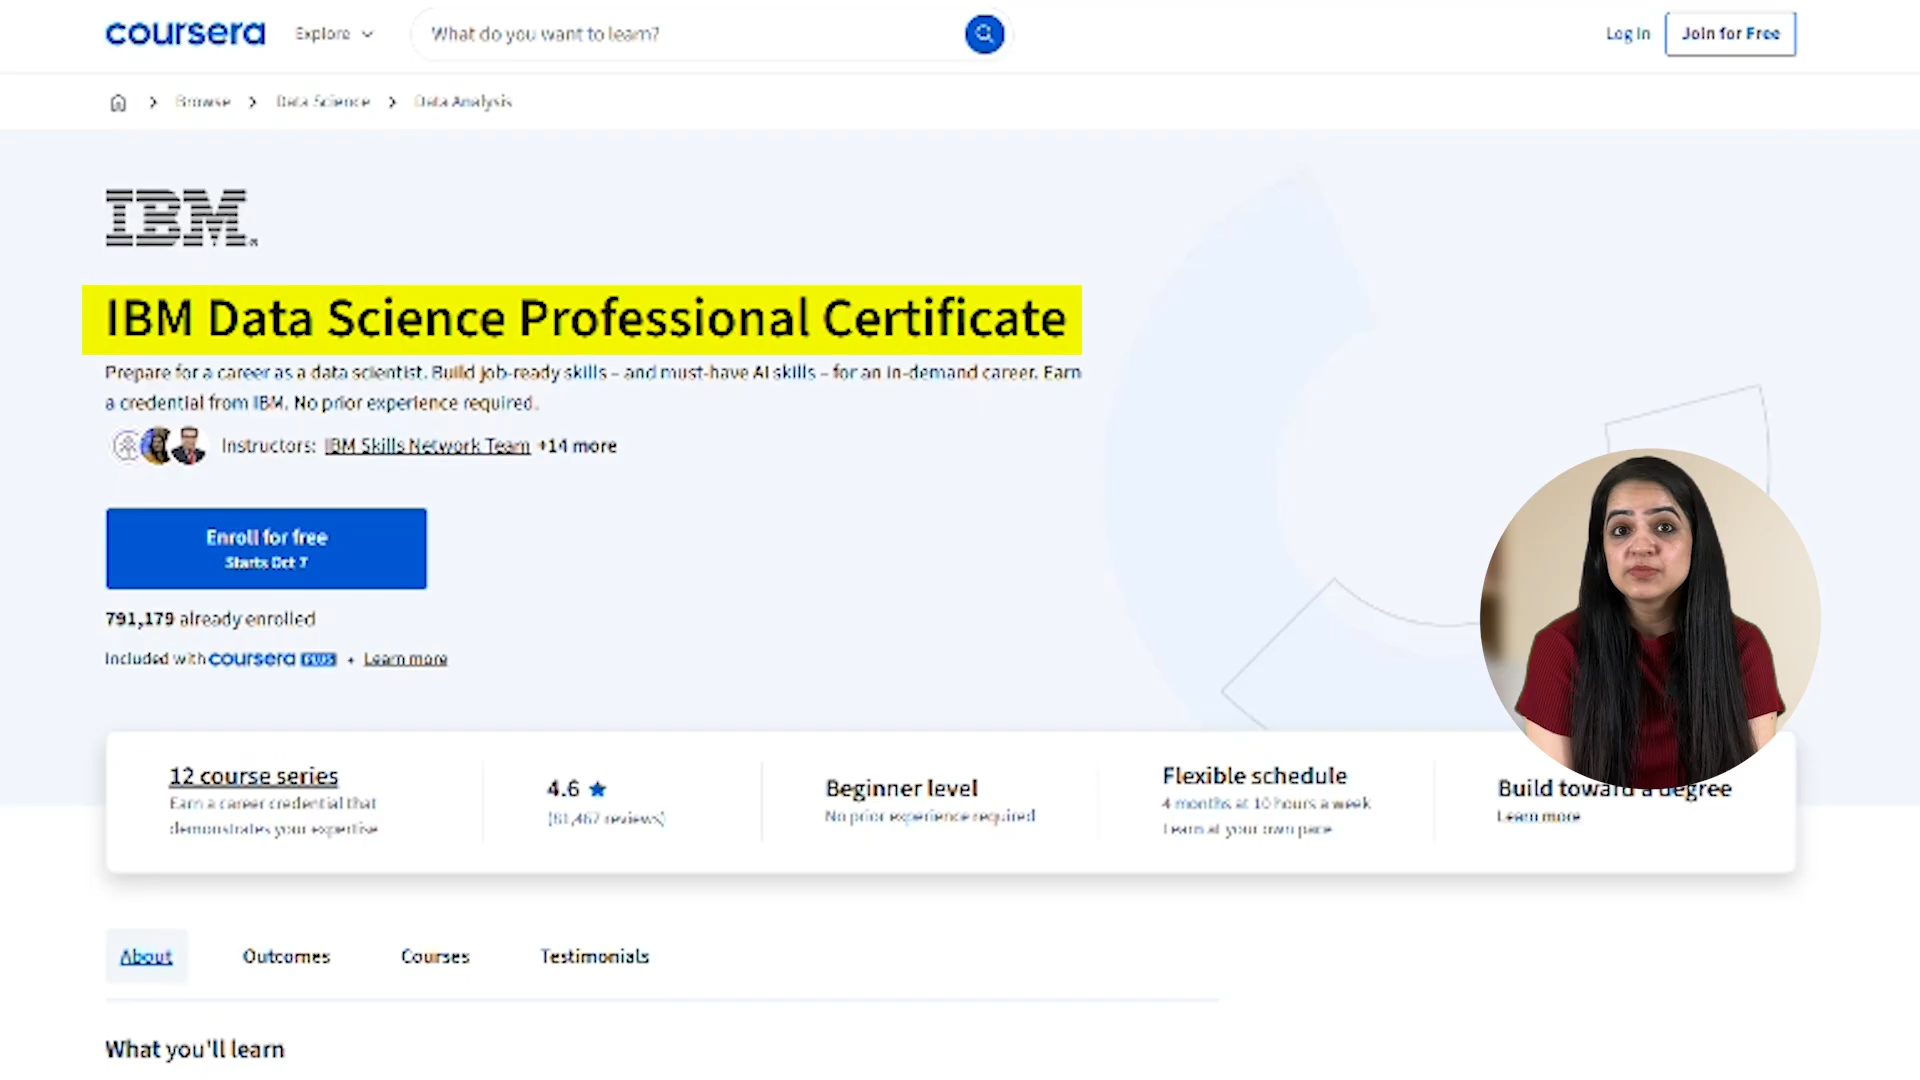 coursera Explore What do you want to learn? Log In Join for Free
Browse Data Science Data Analysis
IBM
IBM Data Science Professional Certificate
Prepare for a career as a data scientist. Build job-ready skills – and must-have AI skills – for an in-demand career. Earn
a credential from IBM. No prior experience required.
Instructors: IBM Skills Network Team +14 more
Enroll for free
Starts Oct 7
791,179 already enrolled
Included with coursera PLUS • Learn more
12 course series
Earn a career credential that
demonstrates your expertise
4.6 ★
reviews)
Beginner level
No prior experience required
Flexible schedule
4 months at 10 hours a week
Learn at your own pace
Build toward a degree
Learn more
About Outcomes Courses Testimonials
What you'll learn